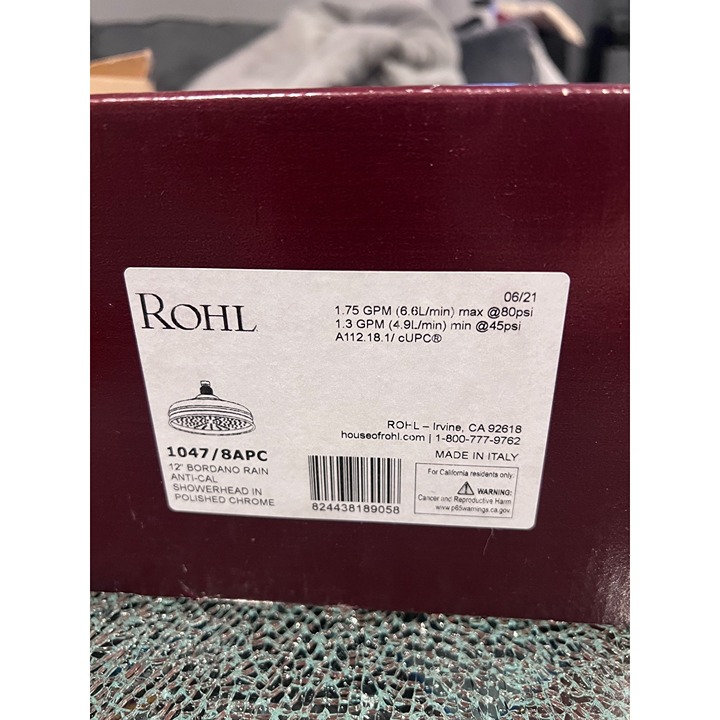 ROHL
06/21
1.75 GPM (6.6L/min) max @80psi
1.3 GPM (4.9L/min) min @45psi
A112.18.1/ cUPC®
ROHL – Irvine, CA 92618
houseofrohl.com | 1-800-777-9762
MADE IN ITALY
1047/8APC
12" BORDANO RAIN
ANTI-CAL
SHOWERHEAD IN
POLISHED CHROME
824438189058
For California residents only:
WARNING:
Cancer and Reproductive Harm
www.p65warnings.ca.gov